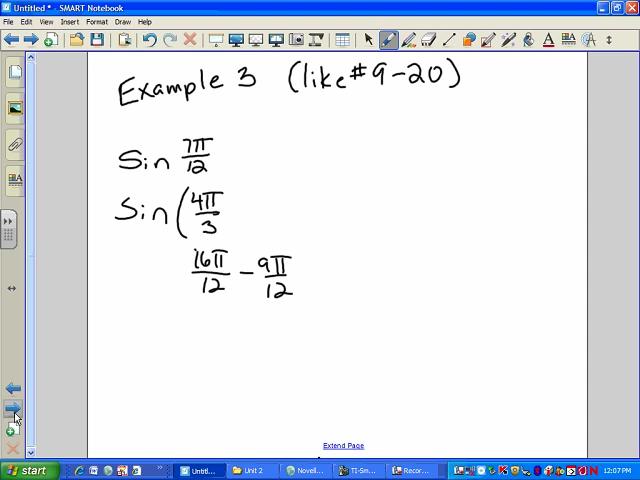 Untitled * - SMART Notebook
File Edit View Insert Format Draw Help
Example 3 (like # 9-20)
Sin 7π/12
Sin (4π/3
16π/12 - 9π/12
Extend Page
start
Untitl...
Unit 2
Novell...
TI-Sm...
Recor...
12:07 PM